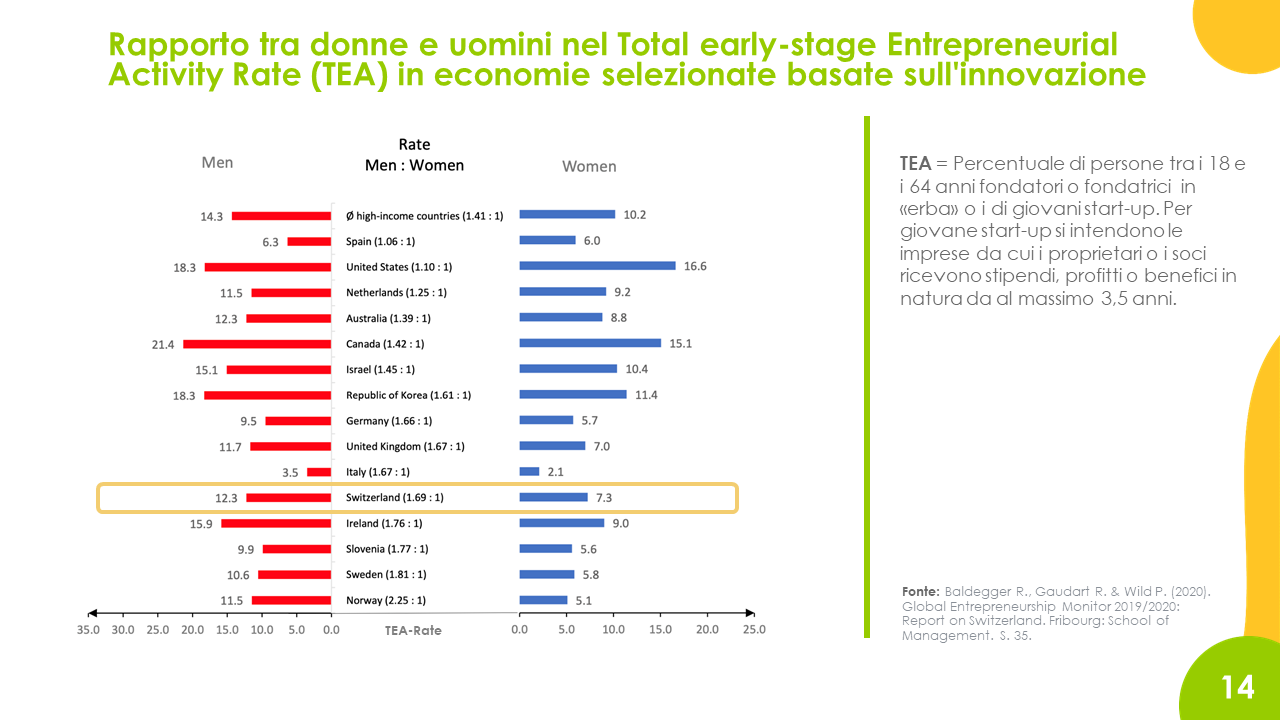 Rapporto tra donne e uomini nel Total early-stage Entrepreneurial
Activity Rate (TEA) in economie selezionate basate sull'innovazione
Men
Rate
Men : Women
Women
14.3 Ø high-income countries (1.41 : 1) 10.2
6.3 Spain (1.06 : 1) 6.0
18.3 United States (1.10 : 1) 16.6
11.5 Netherlands (1.25 : 1) 9.2
12.3 Australia (1.39 : 1) 8.8
21.4 Canada (1.42 : 1) 15.1
15.1 Israel (1.45 : 1) 10.4
18.3 Republic of Korea (1.61 : 1) 11.4
9.5 Germany (1.66 : 1) 5.7
11.7 United Kingdom (1.67 : 1) 7.0
3.5 Italy (1.67 : 1) 2.1
12.3 Switzerland (1.69 : 1) 7.3
15.9 Ireland (1.76 : 1) 9.0
9.9 Slovenia (1.77 : 1) 5.6
10.6 Sweden (1.81 : 1) 5.8
11.5 Norway (2.25 : 1) 5.1
35.0 30.0 25.0 20.0 15.0 10.0 5.0 0.0 TEA-Rate 0.0 5.0 10.0 15.0 20.0 25.0
TEA = Percentuale di persone tra i 18 e
i 64 anni fondatori o fondatrici in
«erba» o i di giovani start-up. Per
giovane start-up si intendono le
imprese da cui i proprietari o i soci
ricevono stipendi, profitti o benefici in
natura da al massimo 3,5 anni.
Fonte: Baldegger R., Gaudart R. & Wild P. (2020).
Global Entrepreneurship Monitor 2019/2020:
Report on Switzerland. Fribourg: School of
Management. S. 35.
14